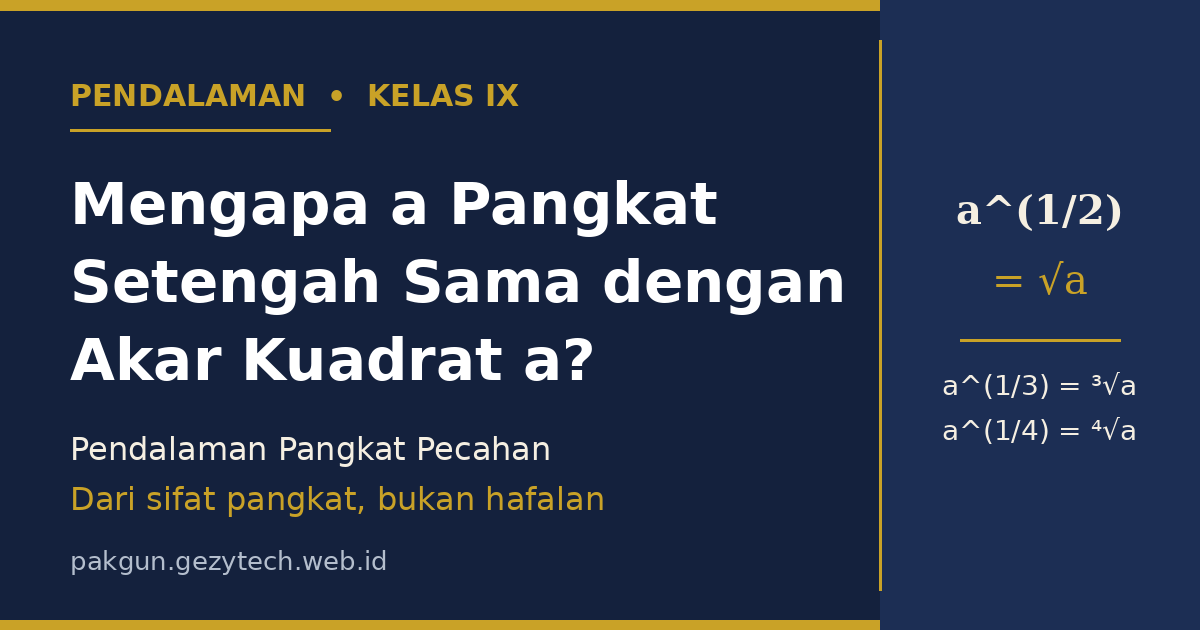 PENDALAMAN • KELAS IX
Mengapa a Pangkat
Setengah Sama dengan
Akar Kuadrat a?
Pendalaman Pangkat Pecahan
Dari sifat pangkat, bukan hafalan
pakgun.gezytech.web.id
a^(1/2)
= √a
a^(1/3) = ³√a
a^(1/4) = ⁴√a